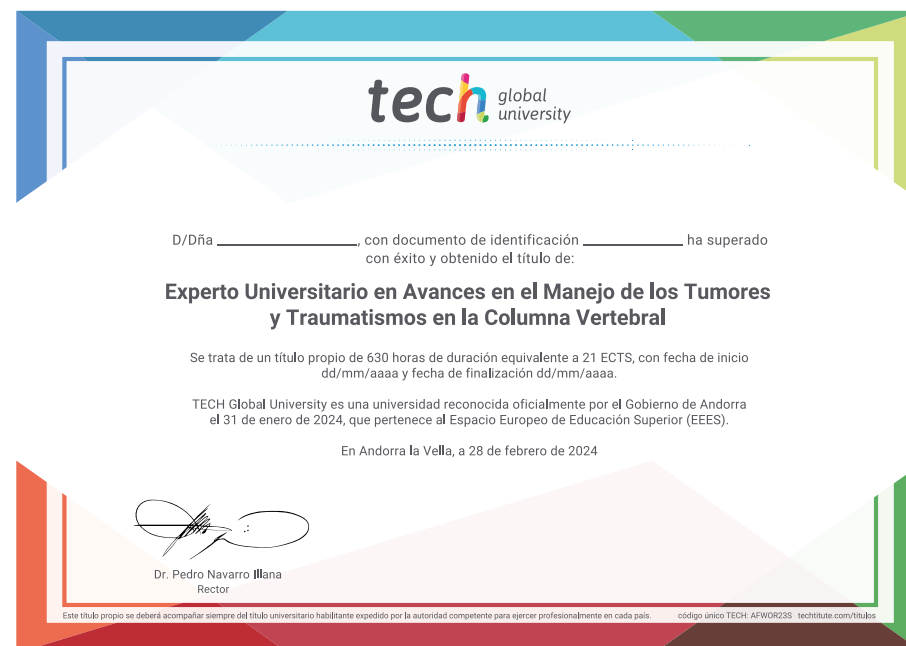 tech global
university
D/Dña ____________________, con documento de identificación ______________ ha superado
con éxito y obtenido el título de:
Experto Universitario en Avances en el Manejo de los Tumores
y Traumatismos en la Columna Vertebral
Se trata de un título propio de 630 horas de duración equivalente a 21 ECTS, con fecha de inicio
dd/mm/aaaa y fecha de finalización dd/mm/aaaa.
TECH Global University es una universidad reconocida oficialmente por el Gobierno de Andorra
el 31 de enero de 2024, que pertenece al Espacio Europeo de Educación Superior (EEES).
En Andorra la Vella, a 28 de febrero de 2024
Dr. Pedro Navarro Illana
Rector
Este título propio se deberá acompañar siempre del título universitario habilitante expedido por la autoridad competente para ejercer profesionalmente en cada país. código único TECH: AFWOR23S techtitute.com/titulos